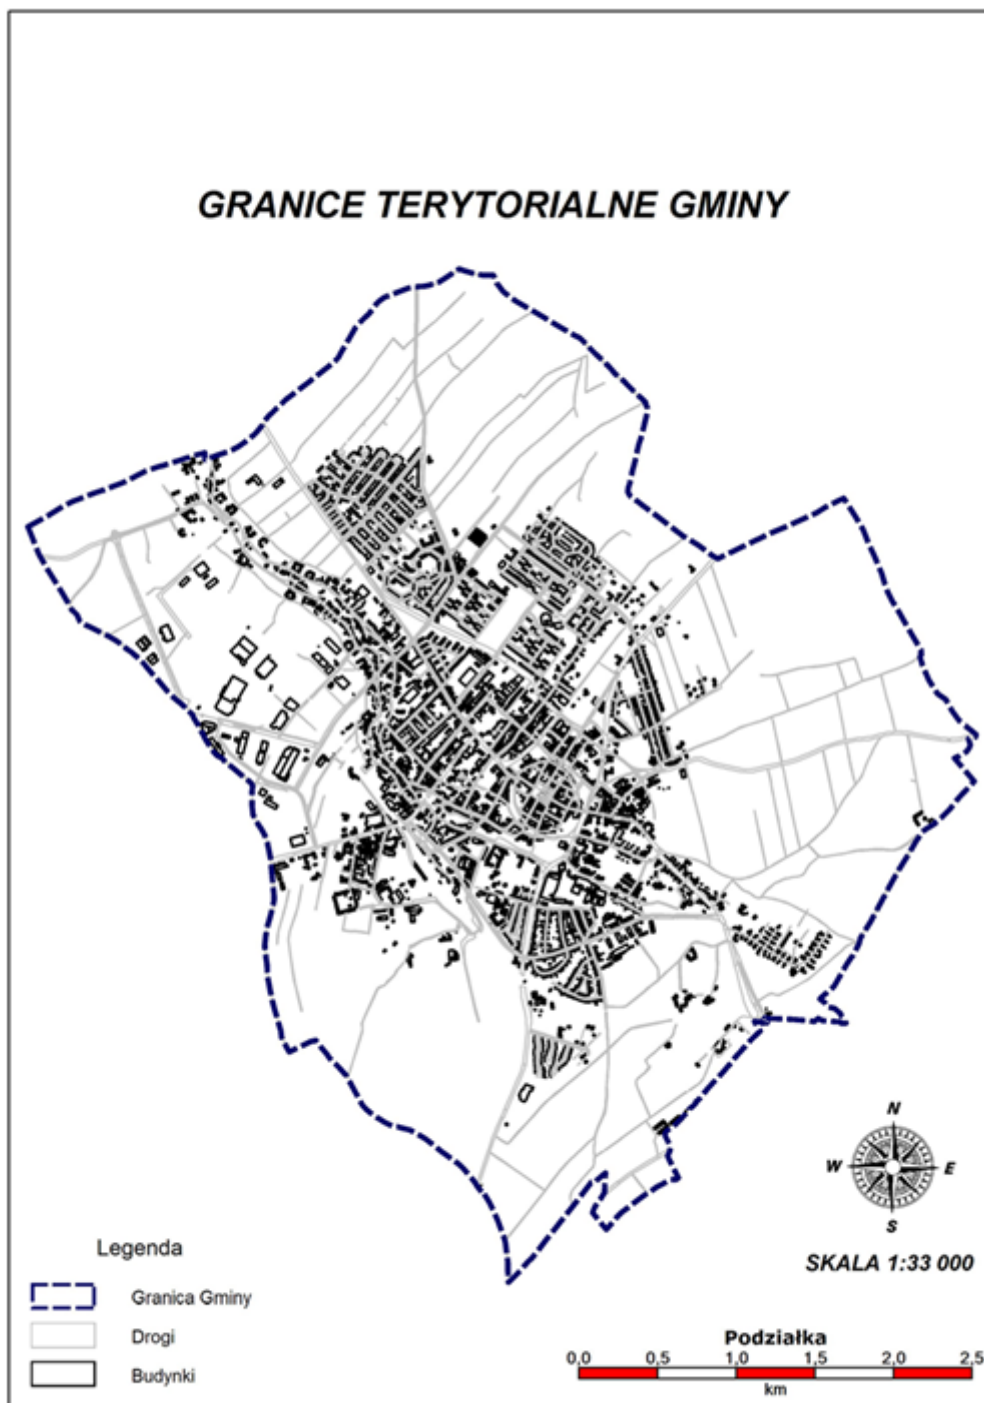 GRANICE TERYTORIALNE GMINY
N
W E
S
SKALA 1:33 000
Legenda
Granica Gminy
Drogi
Budynki
Podziałka
0,0 0,5 1,0 1,5 2,0 2,5
km